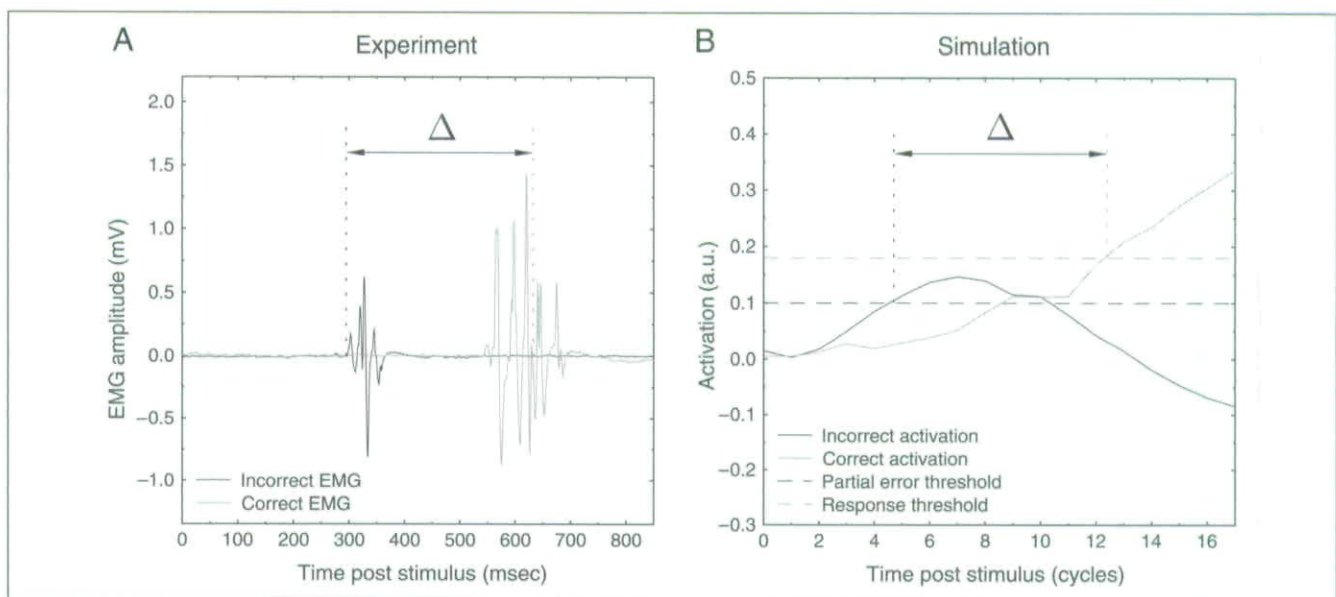 A
Experiment
Δ
2.0
1.5
1.0
0.5
0.0
−0.5
−1.0
EMG amplitude (mV)
Incorrect EMG
Correct EMG
0 100 200 300 400 500 600 700 800
Time post stimulus (msec)
B
Simulation
Δ
0.5
0.4
0.3
0.2
0.1
0.0
−0.1
−0.2
−0.3
Activation (a.u.)
Incorrect activation
Correct activation
Partial error threshold
Response threshold
0 2 4 6 8 10 12 14 16
Time post stimulus (cycles)